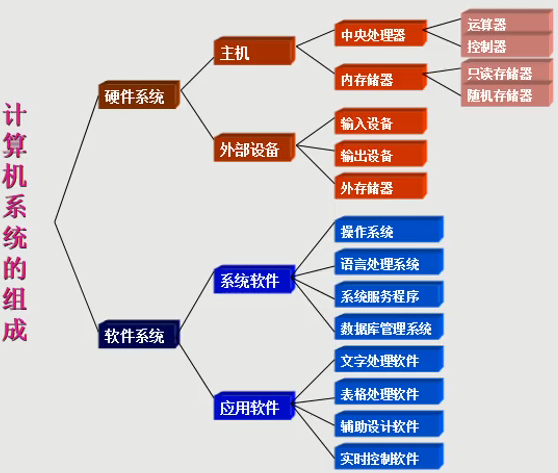 计算机系统的组成
硬件系统
主机
中央处理器
运算器
控制器
内存储器
只读存储器
随机存储器
外部设备
输入设备
输出设备
外存储器
软件系统
系统软件
操作系统
语言处理系统
系统服务程序
数据库管理系统
应用软件
文字处理软件
表格处理软件
辅助设计软件
实时控制软件